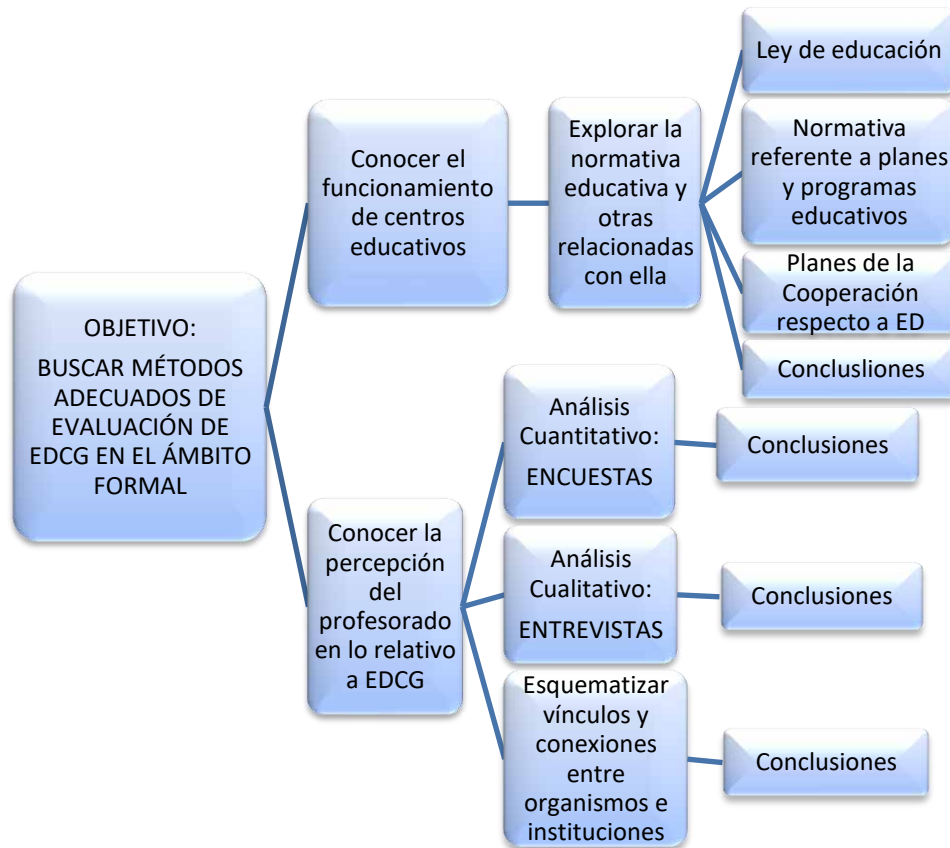 OBJETIVO:
BUSCAR MÉTODOS
ADECUADOS DE
EVALUACIÓN DE
EDCG EN EL ÁMBITO
FORMAL
Conocer el
funcionamiento
de centros
educativos
Explorar la
normativa
educativa y
otras
relacionadas
con ella
Ley de educación
Normativa
referente a planes
y programas
educativos
Planes de la
Cooperación
respecto a ED
Conclusliones
Conocer la
percepción
del
profesorado
en lo relativo
a EDCG
Análisis
Cuantitativo:
ENCUESTAS
Conclusiones
Análisis
Cualitativo:
ENTREVISTAS
Conclusiones
Esquematizar
vínculos y
conexiones
entre
organismos e
instituciones
Conclusiones